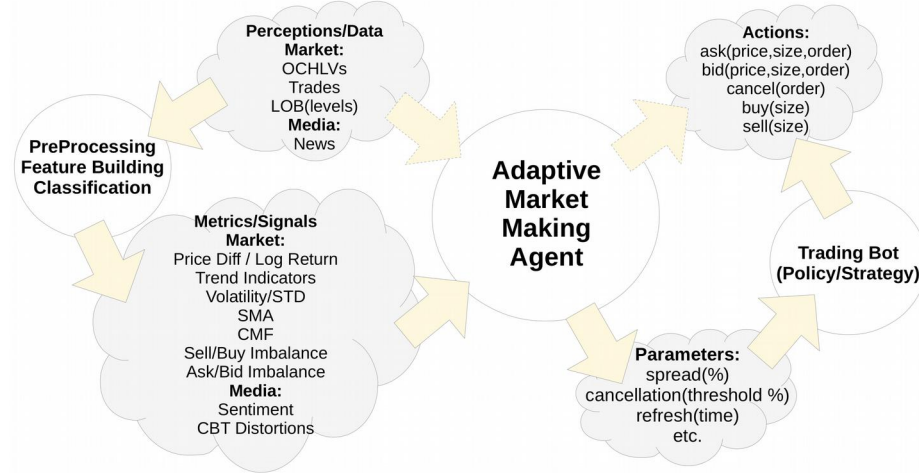 Perceptions/Data
Market:
OCHLVs
Trades
LOB(levels)
Media:
News
PreProcessing
Feature Building
Classification
Metrics/Signals
Market:
Price Diff / Log Return
Trend Indicators
Volatility/STD
SMA
CMF
Sell/Buy Imbalance
Ask/Bid Imbalance
Media:
Sentiment
CBT Distortions
Adaptive
Market
Making
Agent
Actions:
ask(price,size,order)
bid(price,size,order)
cancel(order)
buy(size)
sell(size)
Trading Bot
(Policy/Strategy)
Parameters:
spread(%)
cancellation(threshold %)
refresh(time)
etc.